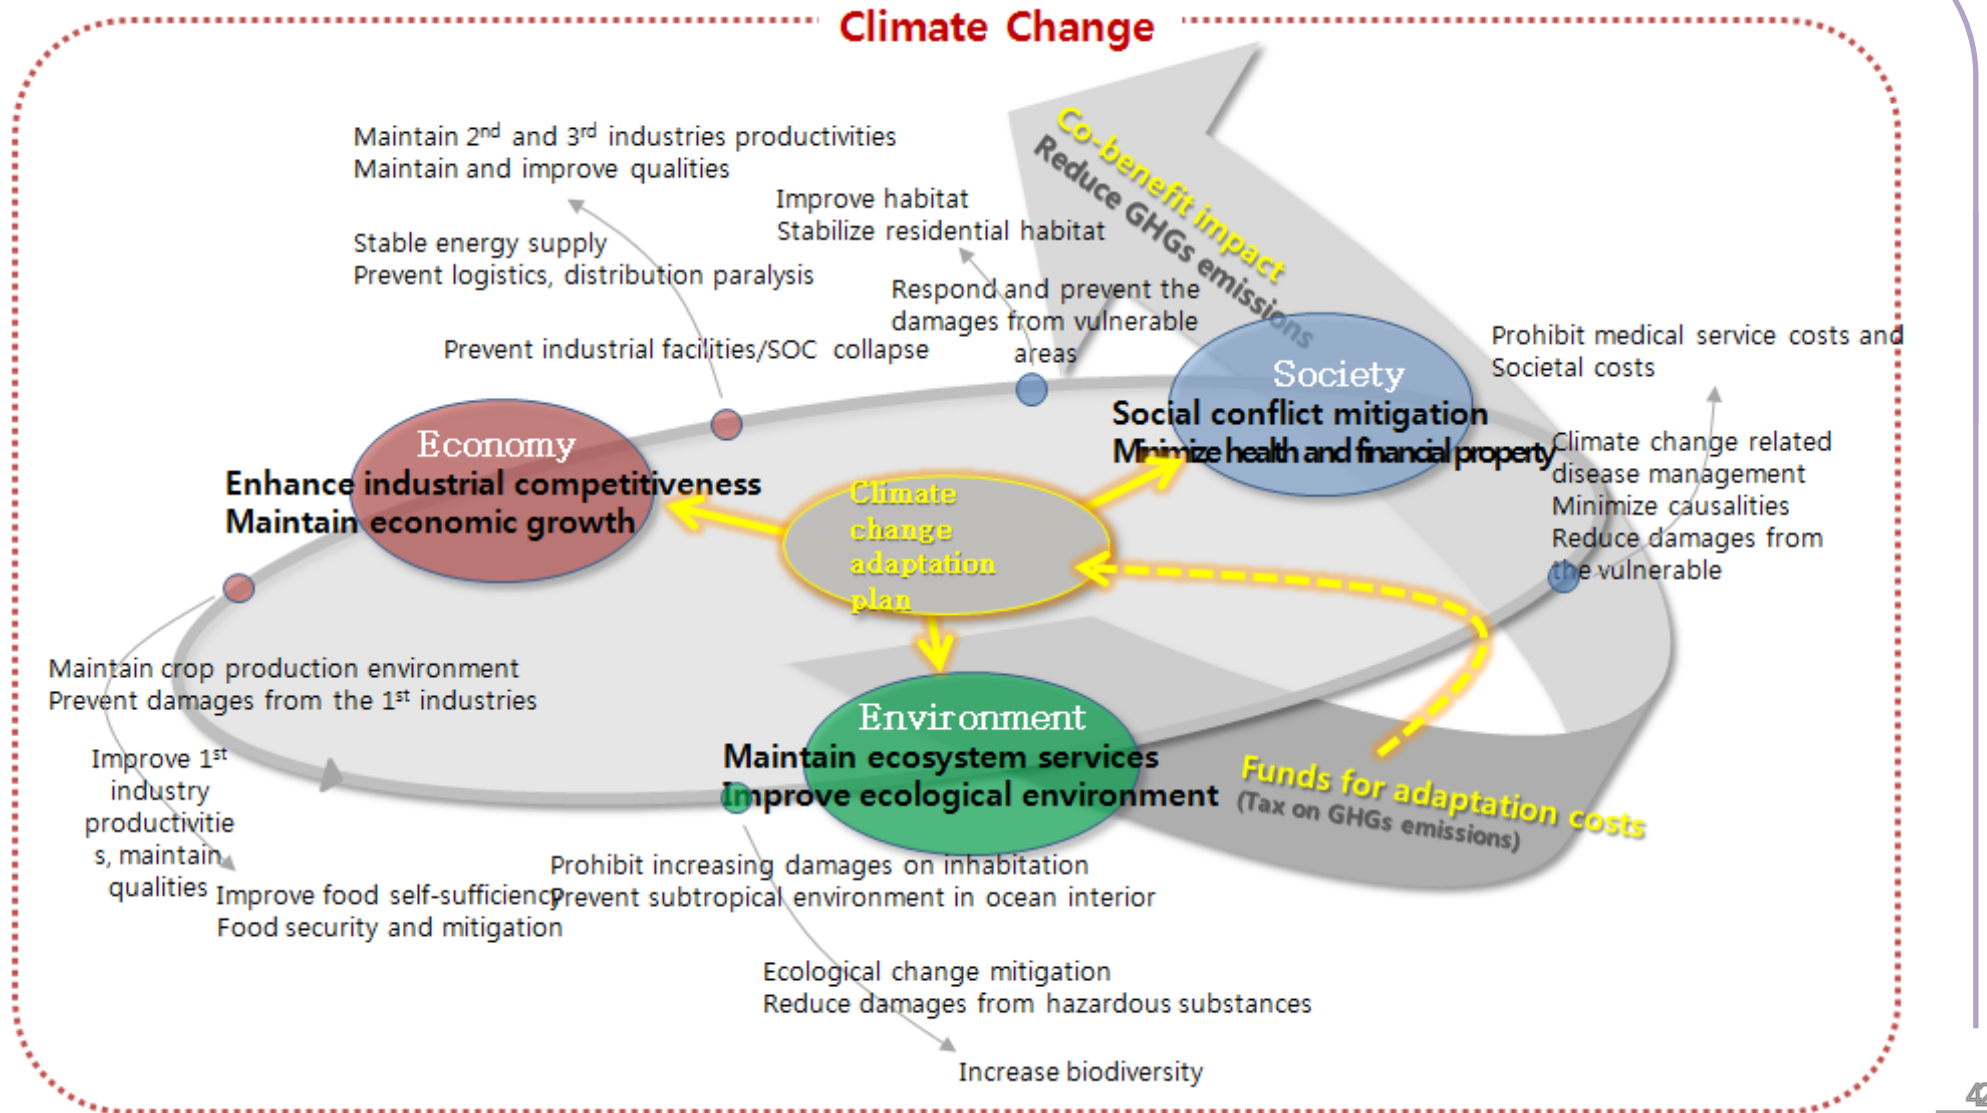 Climate Change
Co-benefit impact
Reduce GHGs emissions
Maintain 2nd and 3rd industries productivities
Maintain and improve qualities
Stable energy supply
Prevent logistics, distribution paralysis
Prevent industrial facilities/SOC collapse
Improve habitat
Stabilize residential habitat
Respond and prevent the
damages from vulnerable
areas
Prohibit medical service costs and
Societal costs
Climate change related
disease management
Minimize causalities
Reduce damages from
the vulnerable
Society
Social conflict mitigation
Minimize health and financial property
Economy
Enhance industrial competitiveness
Maintain economic growth
Climate
change
adaptation
plan
Maintain crop production environment
Prevent damages from the 1st industries
Improve 1st
industry
productivitie
s, maintain
qualities
Improve food self-sufficiency
Food security and mitigation
Environment
Maintain ecosystem services
Improve ecological environment
Funds for adaptation costs
(Tax on GHGs emissions)
Prohibit increasing damages on inhabitation
Prevent subtropical environment in ocean interior
Ecological change mitigation
Reduce damages from hazardous substances
Increase biodiversity